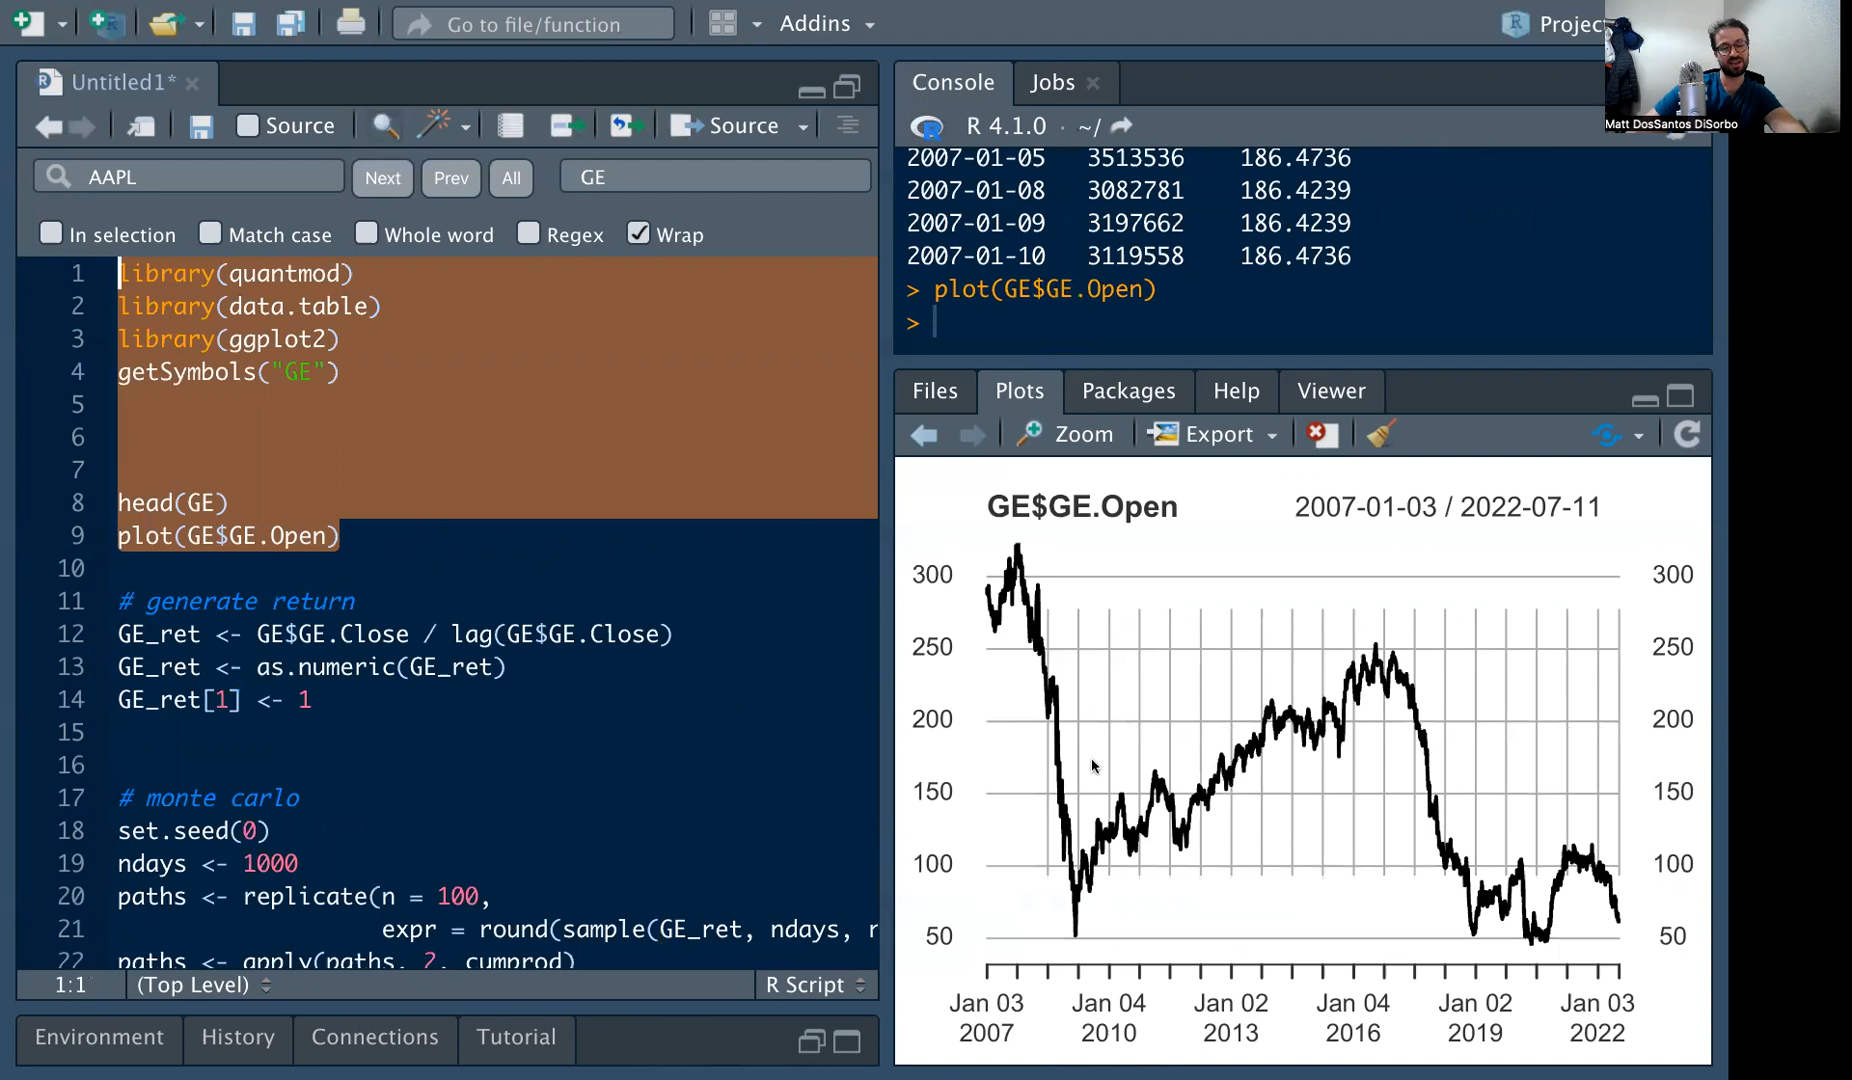 Go to file/function
Addins
Projec
Matt DosSantos DiSorbo
Untitled1*
Source
Source
AAPL
Next
Prev
All
GE
In selection
Match case
Whole word
Regex
Wrap
1 library(quantmod)
2 library(data.table)
3 library(ggplot2)
4 getSymbols("GE")
5
6
7
8 head(GE)
9 plot(GE$GE.Open)
10
11 # generate return
12 GE_ret <- GE$GE.Close / lag(GE$GE.Close)
13 GE_ret <- as.numeric(GE_ret)
14 GE_ret[1] <- 1
15
16
17 # monte carlo
18 set.seed(0)
19 ndays <- 1000
20 paths <- replicate(n = 100,
21 expr = round(sample(GE_ret, ndays, r
22 paths <- apply(paths, 2, cumprod)
1:1
(Top Level)
R Script
Environment
History
Connections
Tutorial
Console
Jobs
R 4.1.0 · ~/
2007-01-05 3513536 186.4736
2007-01-08 3082781 186.4239
2007-01-09 3197662 186.4239
2007-01-10 3119558 186.4736
> plot(GE$GE.Open)
>
Files
Plots
Packages
Help
Viewer
Zoom
Export
GE$GE.Open
2007-01-03 / 2022-07-11
300 300
250 250
200 200
150 150
100 100
50 50
Jan 03 Jan 04 Jan 02 Jan 04 Jan 02 Jan 03
2007 2010 2013 2016 2019 2022